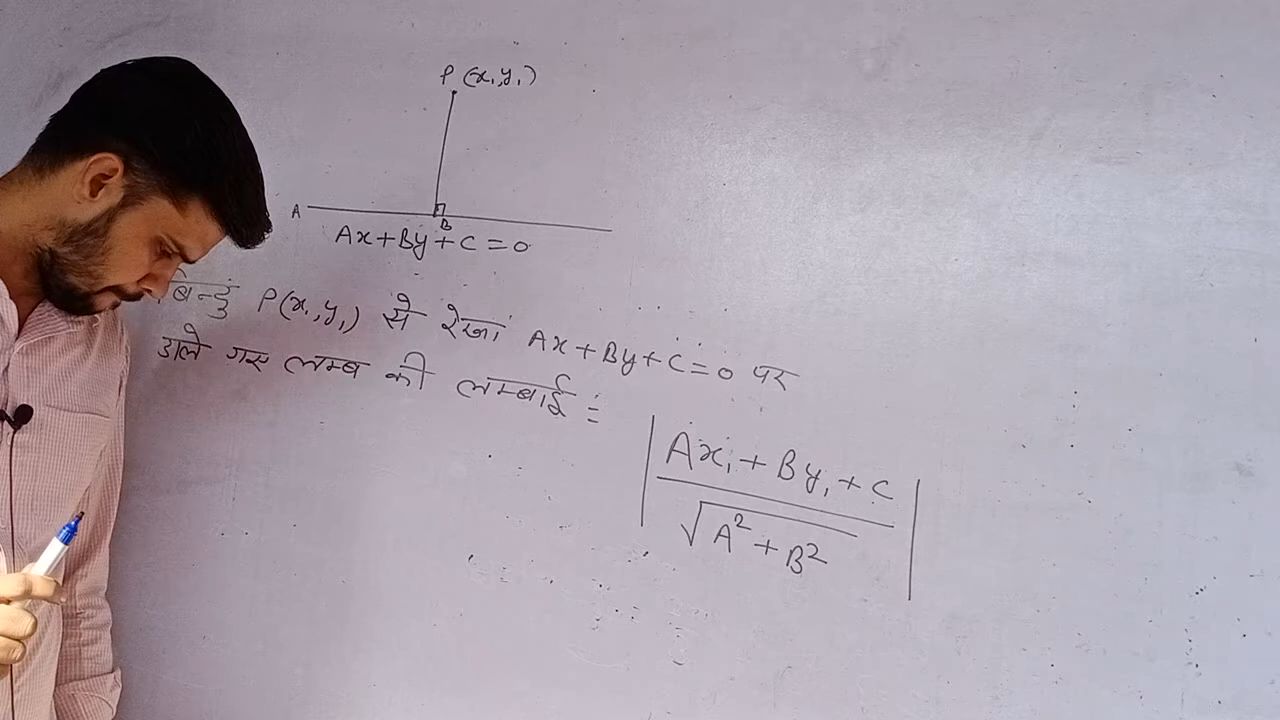 P (x₁, y₁)
A
B
Ax+By+C=0
बिन्दु P(x₁, y₁) से रेखा Ax+By+C=0 पर
डाले गए लम्ब की लम्बाई =
|Ax₁+By₁+C
√A²+B²|